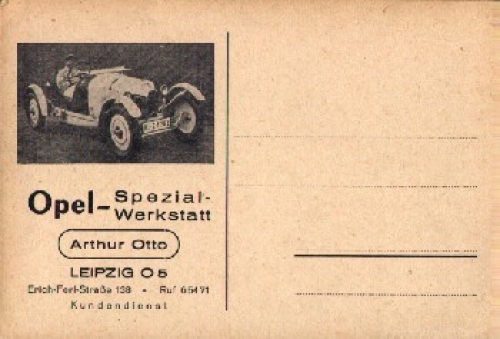 Opel-Spezial-
Werkstatt
Arthur Otto
LEIPZIG O 5
Erich-Ferl-Straße 138 - Ruf 65471
Kundendienst